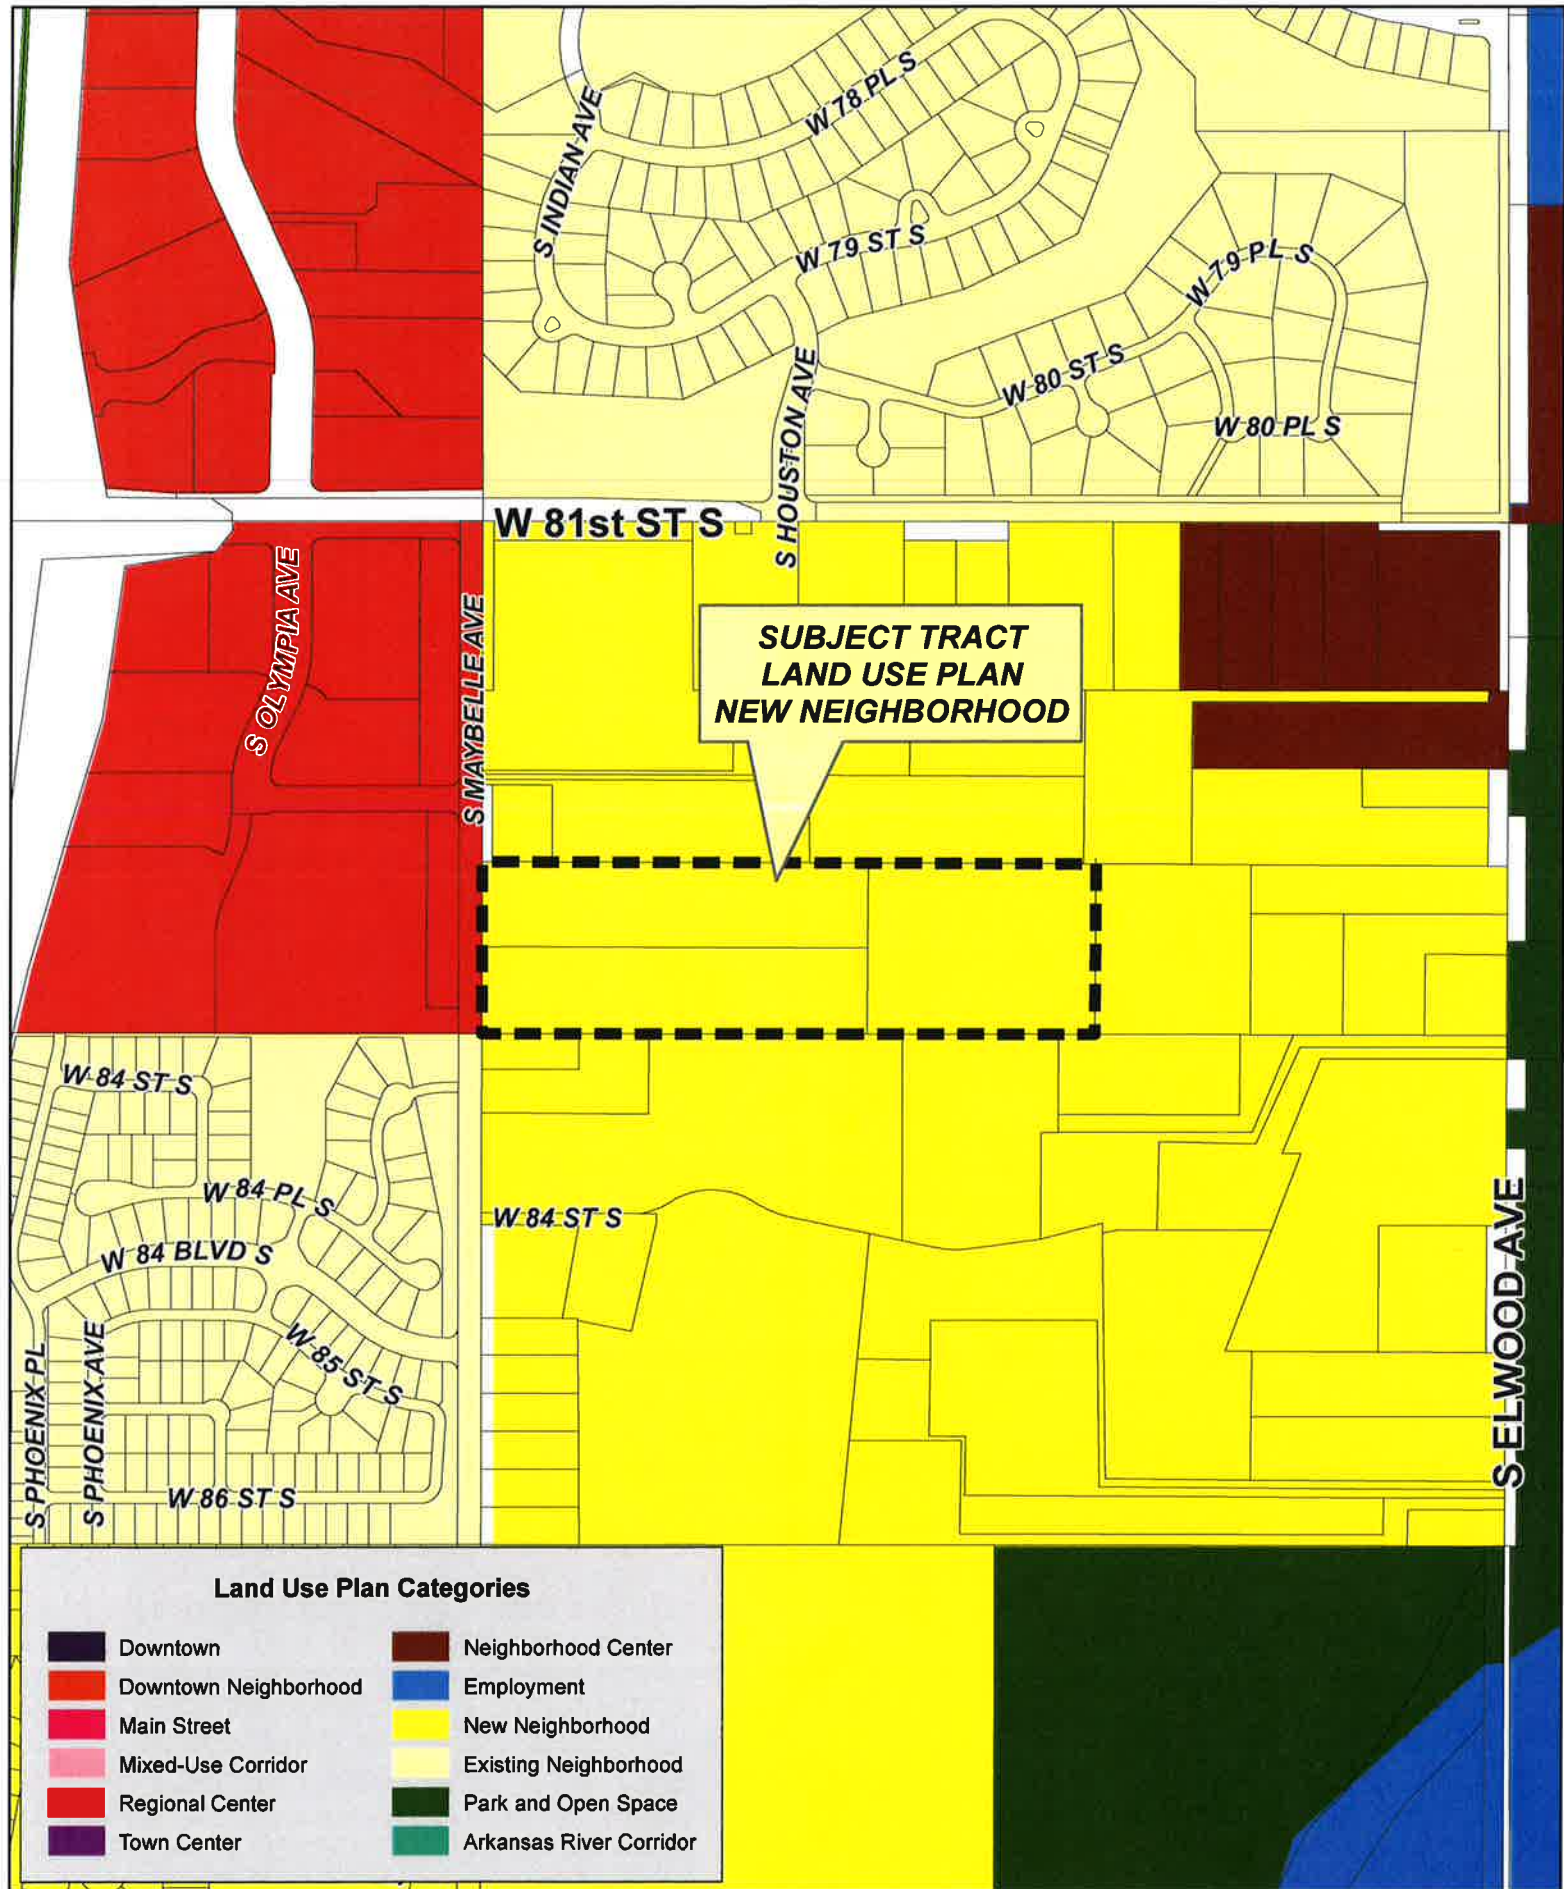 W 78 PL S
S INDIAN AVE
W 79 ST S
W 79 PL S
W 80 ST S
S HOUSTON AVE
W 80 PL S
W 81st ST S
S OLYMPIA AVE
S MAYBELLE AVE
SUBJECT TRACT
LAND USE PLAN
NEW NEIGHBORHOOD
W 84 ST S
W 84 PL S
W 84 ST S
W 84 BLVD S
W 85 ST S
S PHOENIX PL
S PHOENIX AVE
W 86 ST S
S ELWOOD AVE
Land Use Plan Categories
Downtown
Downtown Neighborhood
Main Street
Mixed-Use Corridor
Regional Center
Town Center
Neighborhood Center
Employment
New Neighborhood
Existing Neighborhood
Park and Open Space
Arkansas River Corridor